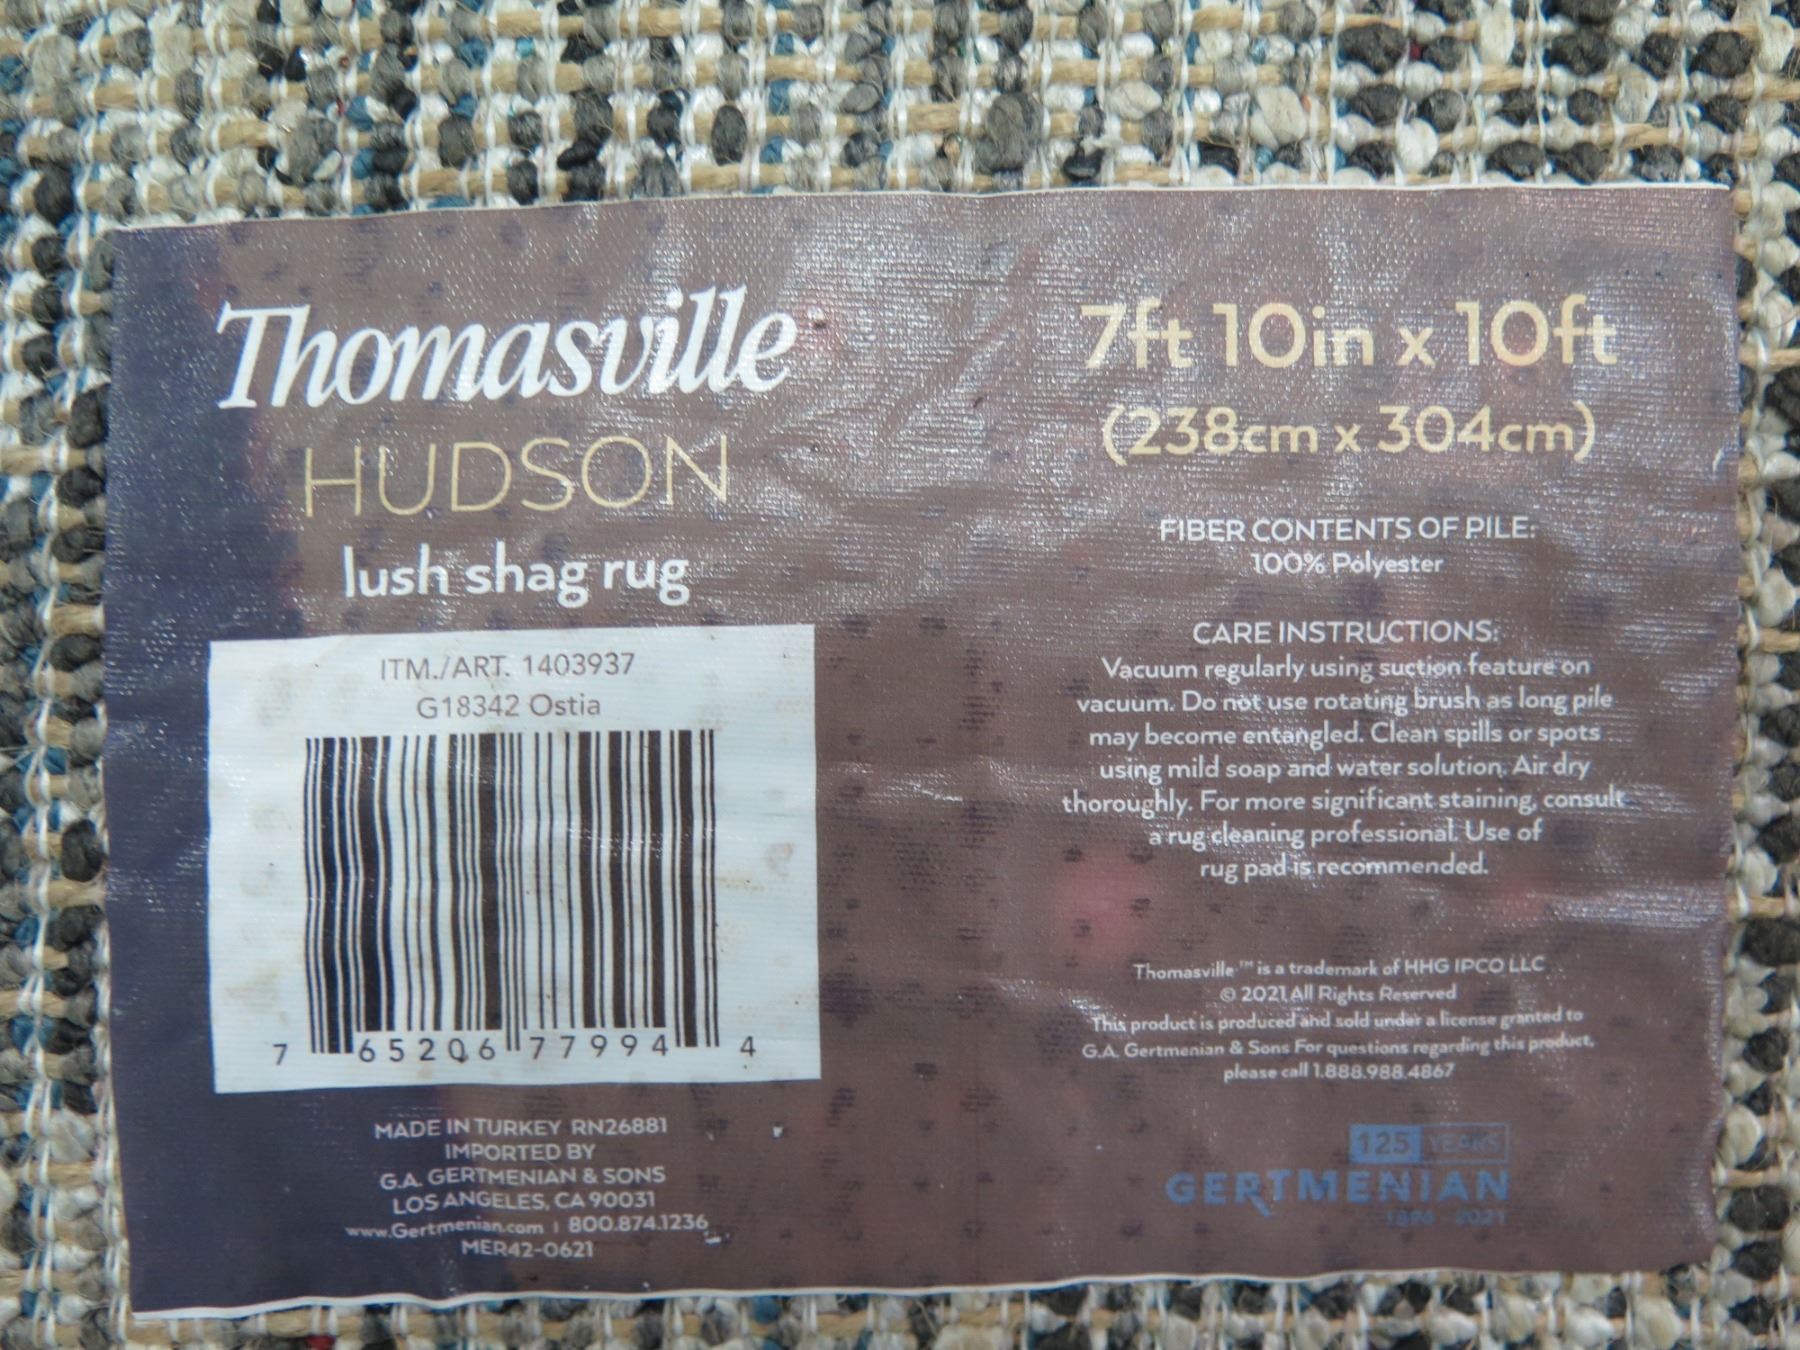 Thomasville
HUDSON
lush shag rug
ITM./ART. 1403937
G18342 Ostia
7 65206 77994 4
MADE IN TURKEY RN26881
IMPORTED BY
G.A. GERTMENIAN & SONS
LOS ANGELES, CA 90031
www.Gertmenian.com | 800.874.1236
MER42-0621
7ft 10in x 10ft
(238cm x 304cm)
FIBER CONTENTS OF PILE:
100% Polyester
CARE INSTRUCTIONS:
Vacuum regularly using suction feature on
vacuum. Do not use rotating brush as long pile
may become entangled. Clean spills or spots
using mild soap and water solution. Air dry
thoroughly. For more significant staining, consult
a rug cleaning professional. Use of
rug pad is recommended.
Thomasville ™ is a trademark of HHG IPCO LLC
© 2021 All Rights Reserved
This product is produced and sold under a license granted to
G.A. Gertmenian & Sons For questions regarding this product,
please call 1.888.988.4867
125 YEARS
GERTMENIAN
1896 - 2021